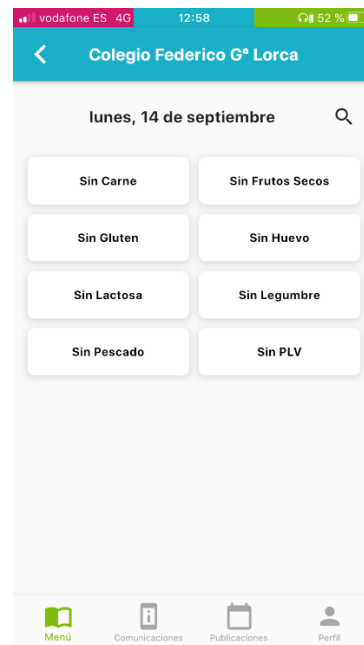 vodafone ES 4G 12:58 52 %
Colegio Federico Gª Lorca
lunes, 14 de septiembre
Sin Carne Sin Frutos Secos
Sin Gluten Sin Huevo
Sin Lactosa Sin Legumbre
Sin Pescado Sin PLV
Menú Comunicaciones Publicaciones Perfil